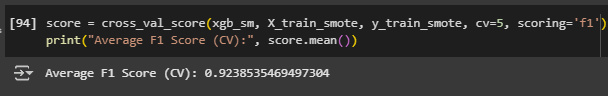 [94] score = cross_val_score(xgb_sm, X_train_smote, y_train_smote, cv=5, scoring='f1')
print("Average F1 Score (CV):", score.mean())
Average F1 Score (CV): 0.9238535469497304